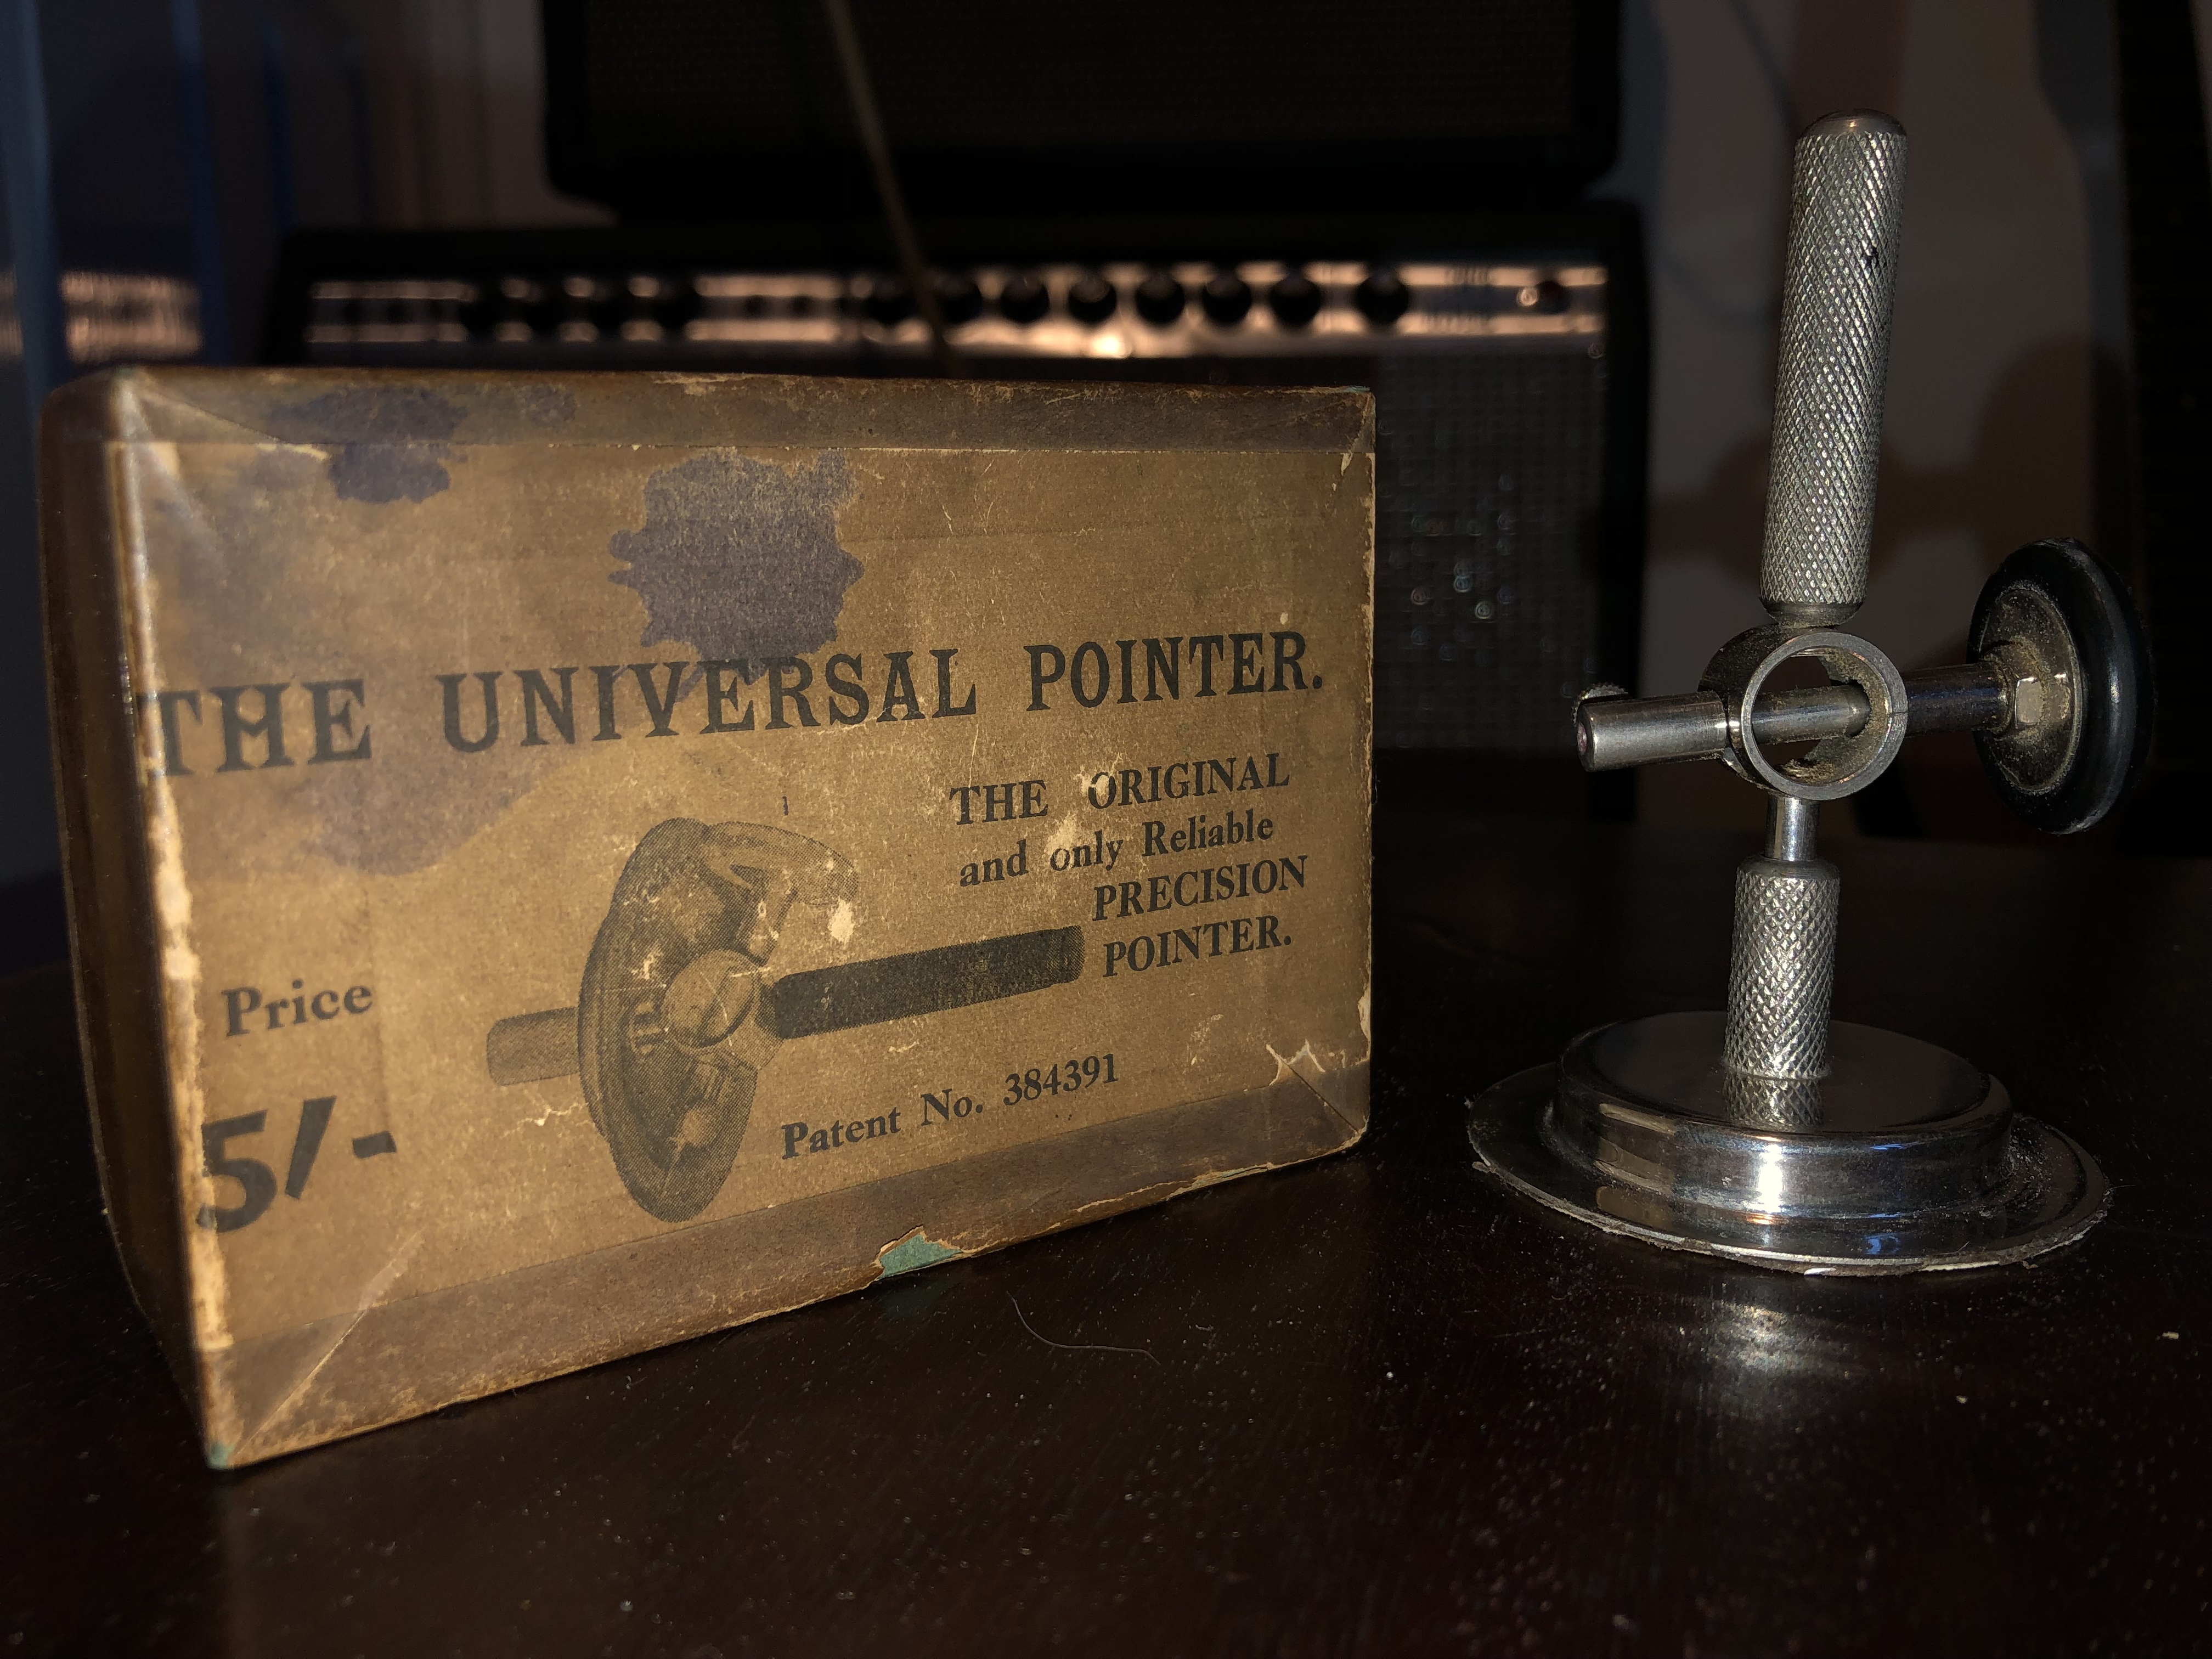 THE UNIVERSAL POINTER.
THE ORIGINAL
and only Reliable
PRECISION
POINTER.
Price
5/-
Patent No. 384391